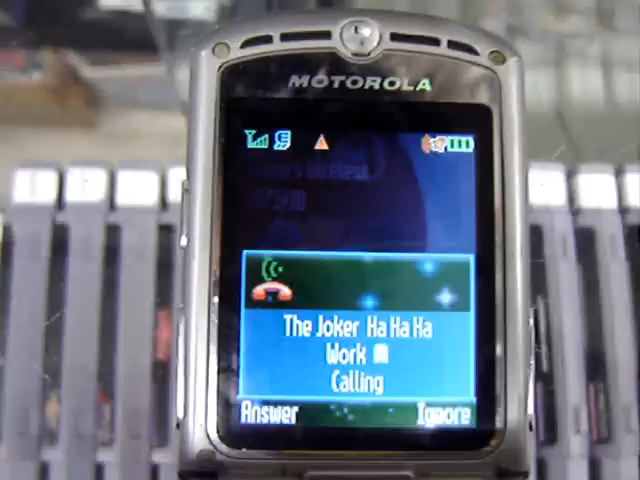 MOTOROLA
The Joker Ha Ha Ha
Work
Calling
Answer Ignore